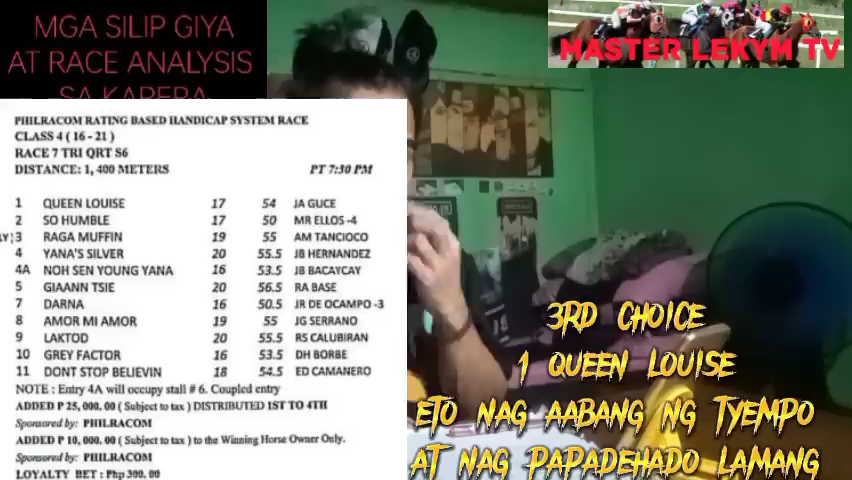 MGA SILIP GIYA
AT RACE ANALYSIS
SA KARERA
MASTER LEKYM TV
PHILRACOM RATING BASED HANDICAP SYSTEM RACE
CLASS 4 ( 16 - 21 )
RACE 7 TRI QRT S6
DISTANCE: 1, 400 METERS PT 7:30 PM
1 QUEEN LOUISE 17 54 JA GUCE
2 SO HUMBLE 17 50 MR ELLOS -4
3 RAGA MUFFIN 19 55 AM TANCIOCO
4 YANA'S SILVER 20 55.5 JB HERNANDEZ
4A NOH SEN YOUNG YANA 16 53.5 JB BACAYCAY
5 GIAANN TSIE 20 56.5 RA BASE
7 DARNA 16 50.5 JR DE OCAMPO -3
8 AMOR MI AMOR 19 55 JG SERRANO
9 LAKTOD 20 55.5 RS CALUBIRAN
10 GREY FACTOR 16 53.5 DH BORBE
11 DONT STOP BELIEVIN 18 54.5 ED CAMANERO
NOTE : Entry 4A will occupy stall # 6. Coupled entry
ADDED P 25, 000, 00 ( Subject to tax ) DISTRIBUTED 1ST TO 4TH
Sponsored by: PHILRACOM
ADDED P 10, 000, 00 ( Subject to tax ) to the Winning Horse Owner Only.
Sponsored by: PHILRACOM
LOYALTY BET : Php 300. 00
3RD CHOICE
1 QUEEN LOUISE
ETO NAG AABANG NG TYEMPO
AT NAG PAPADEHADO LAMANG